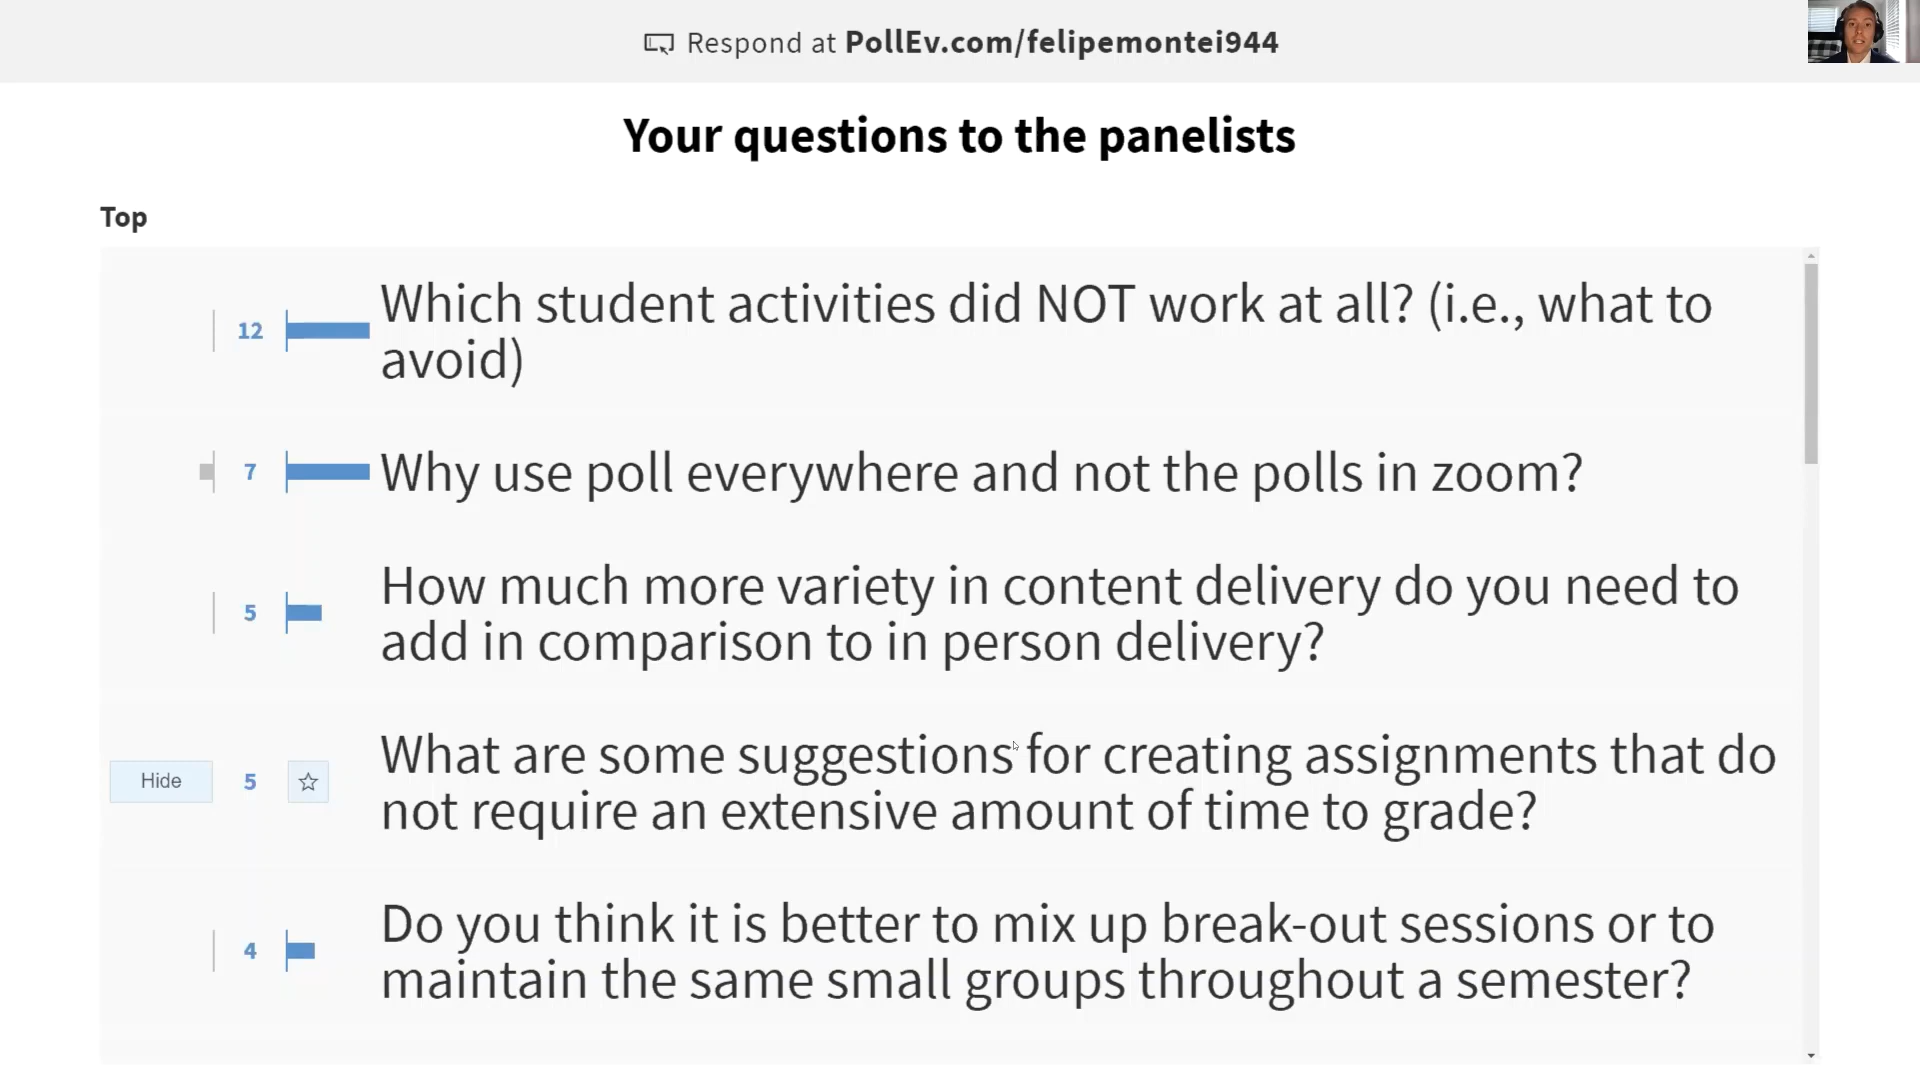 Respond at PollEv.com/felipemontei944
Your questions to the panelists
Top
12
Which student activities did NOT work at all? (i.e., what to
avoid)
7
Why use poll everywhere and not the polls in zoom?
5
How much more variety in content delivery do you need to
add in comparison to in person delivery?
Hide
5
What are some suggestions for creating assignments that do
not require an extensive amount of time to grade?
4
Do you think it is better to mix up break-out sessions or to
maintain the same small groups throughout a semester?